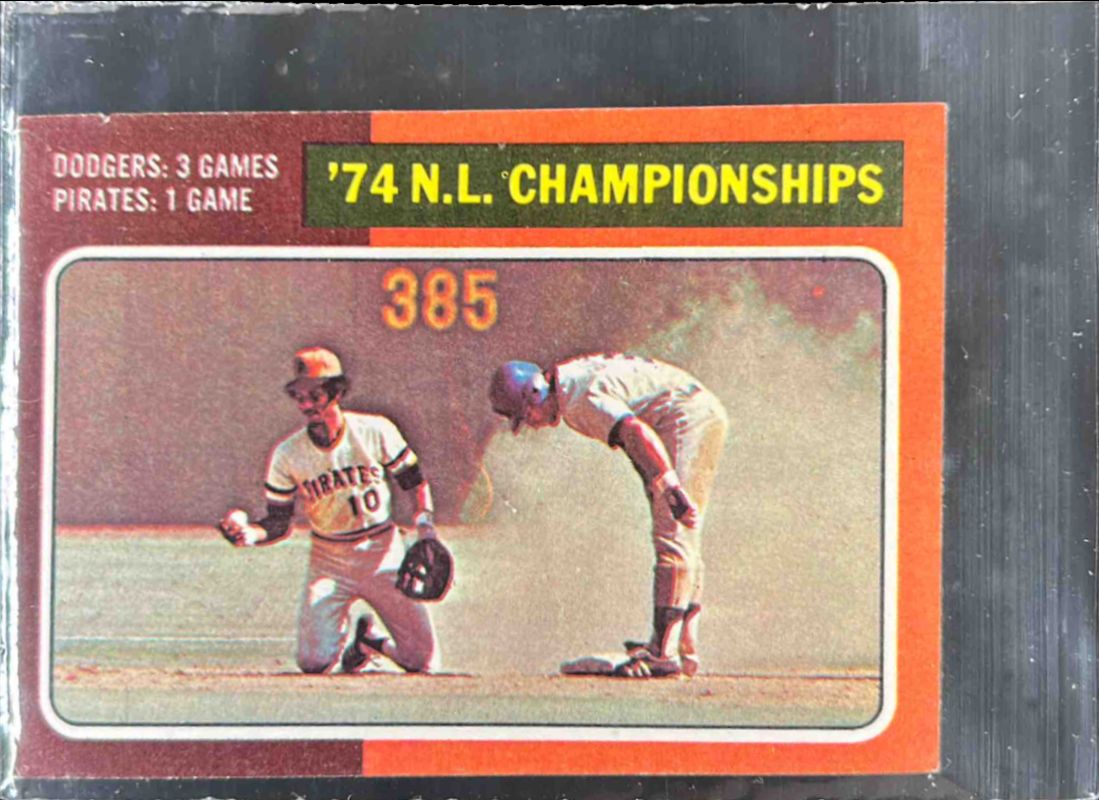 DODGERS: 3 GAMES
PIRATES: 1 GAME
'74 N.L. CHAMPIONSHIPS
385
PIRATES
10